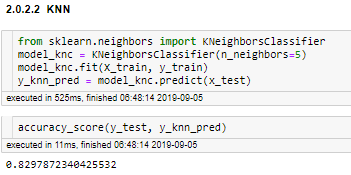 2.0.2.2 KNN
from sklearn.neighbors import KNeighborsClassifier
model_knc = KNeighborsClassifier(n_neighbors=5)
model_knc.fit(X_train, y_train)
y_knn_pred = model_knc.predict(x_test)
executed in 525ms, finished 06:48:14 2019-09-05
accuracy_score(y_test, y_knn_pred)
executed in 11ms, finished 06:48:14 2019-09-05
0.8297872340425532